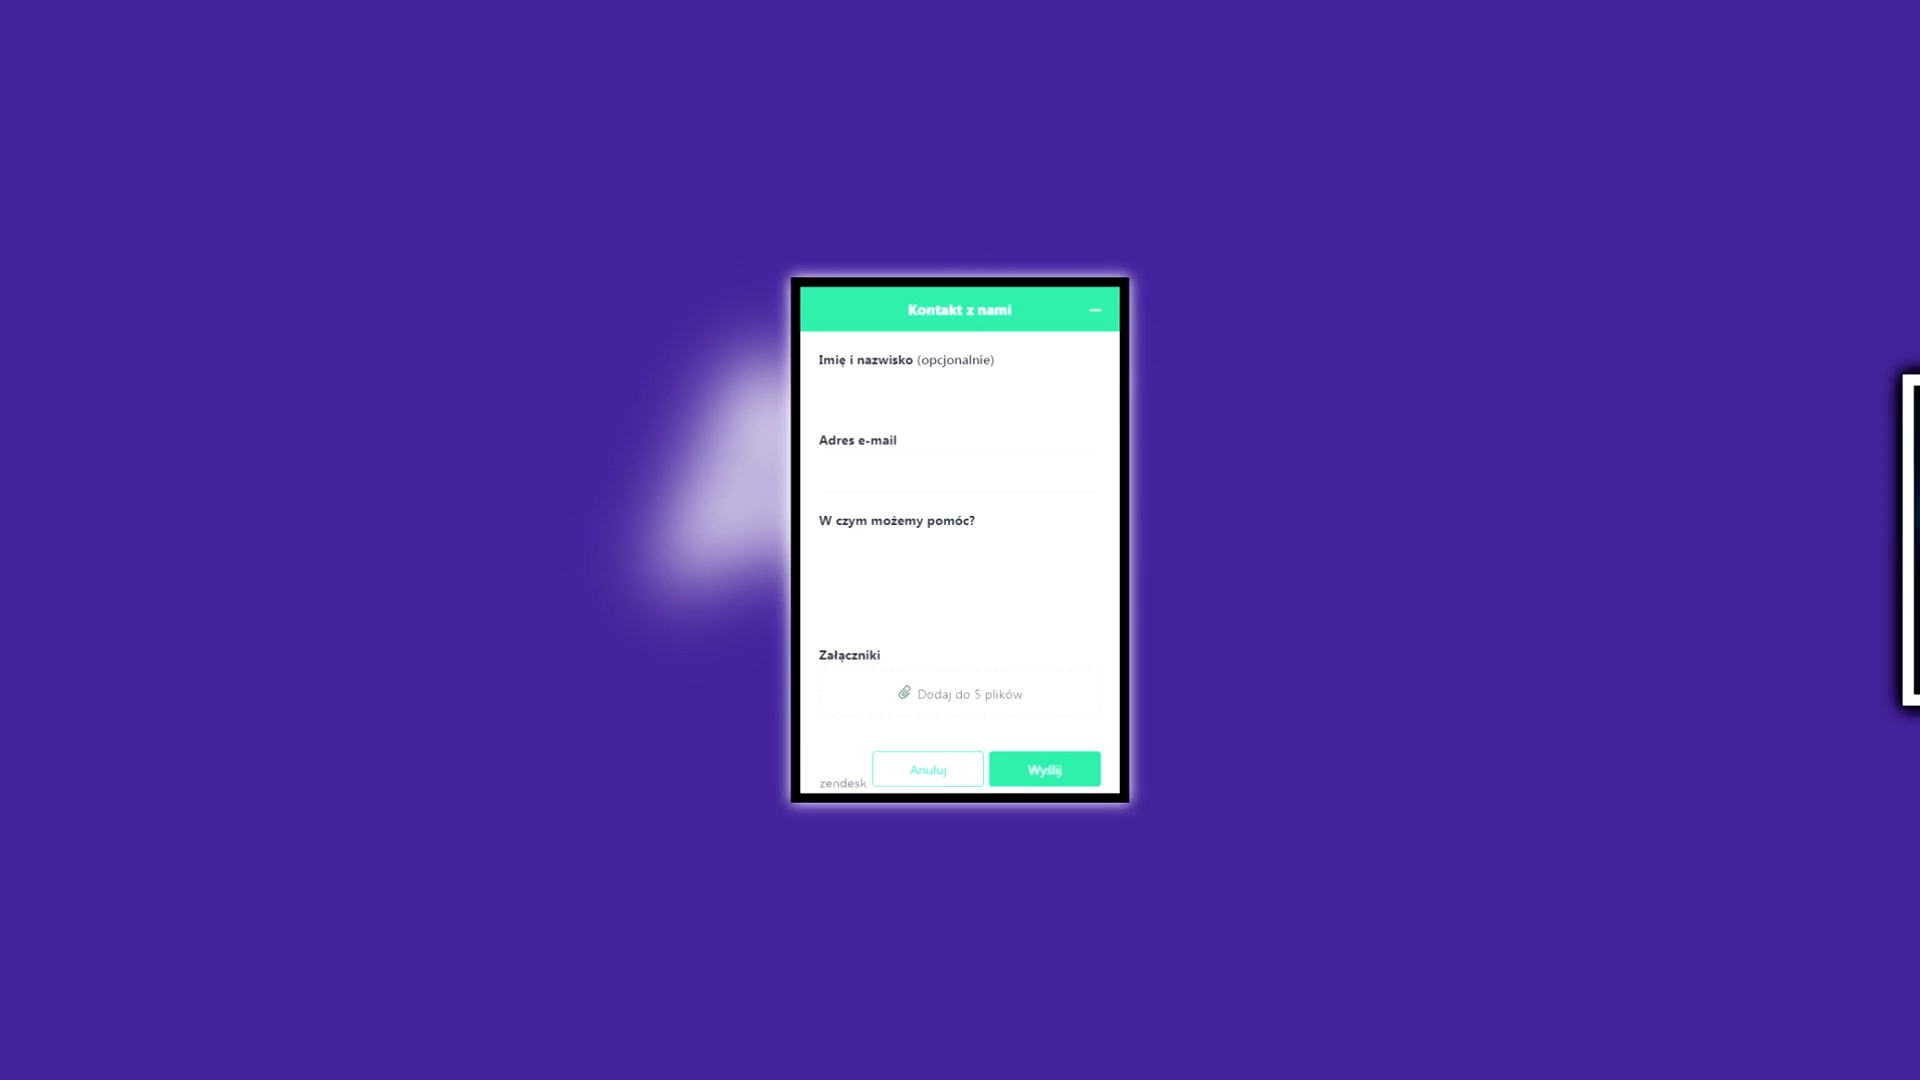 Kontakt z nami
Imię i nazwisko (opcjonalnie)
Adres e-mail
W czym możemy pomóc?
Załączniki
Dodaj do 5 plików
Anuluj
Wyślij
zendesk